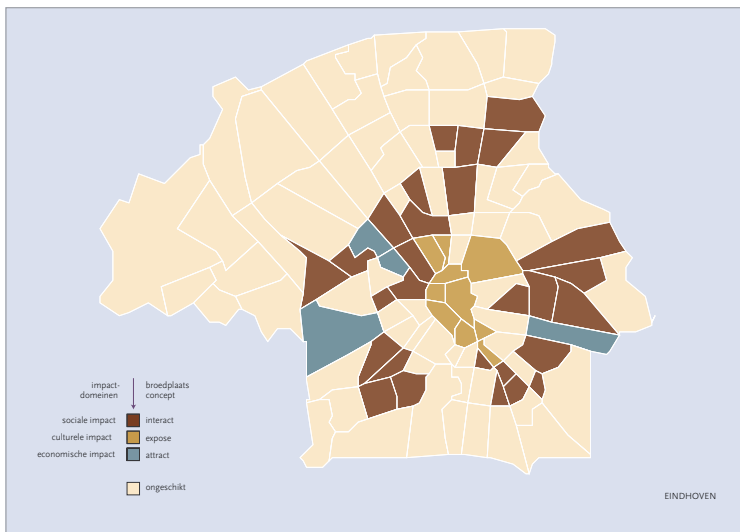 impact-
domeinen
broedplaats
concept
sociale impact interact
culturele impact expose
economische impact attract
ongeschikt
EINDHOVEN